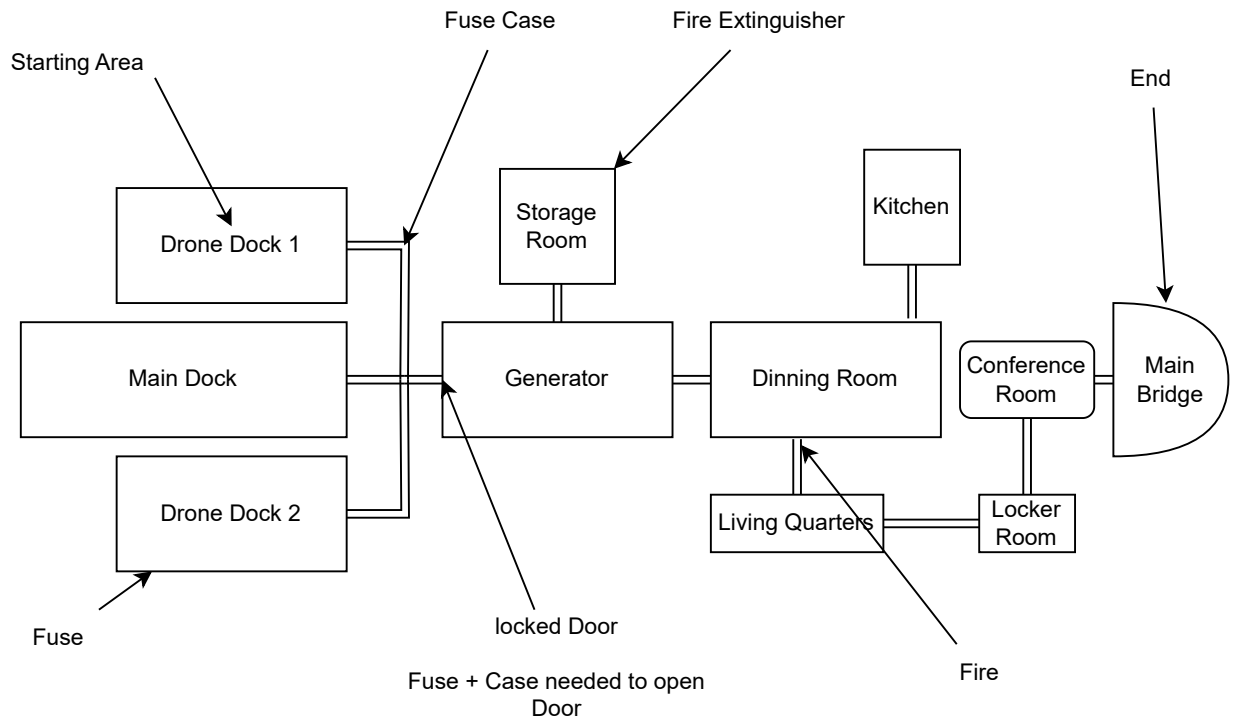 Fuse Case
Fire Extinguisher
Starting Area
End
Storage
Room
Kitchen
Drone Dock 1
Main Dock
Generator
Dinning Room
Conference
Room
Main
Bridge
Drone Dock 2
Living Quarters
Locker
Room
Fuse
locked Door
Fire
Fuse + Case needed to open
Door